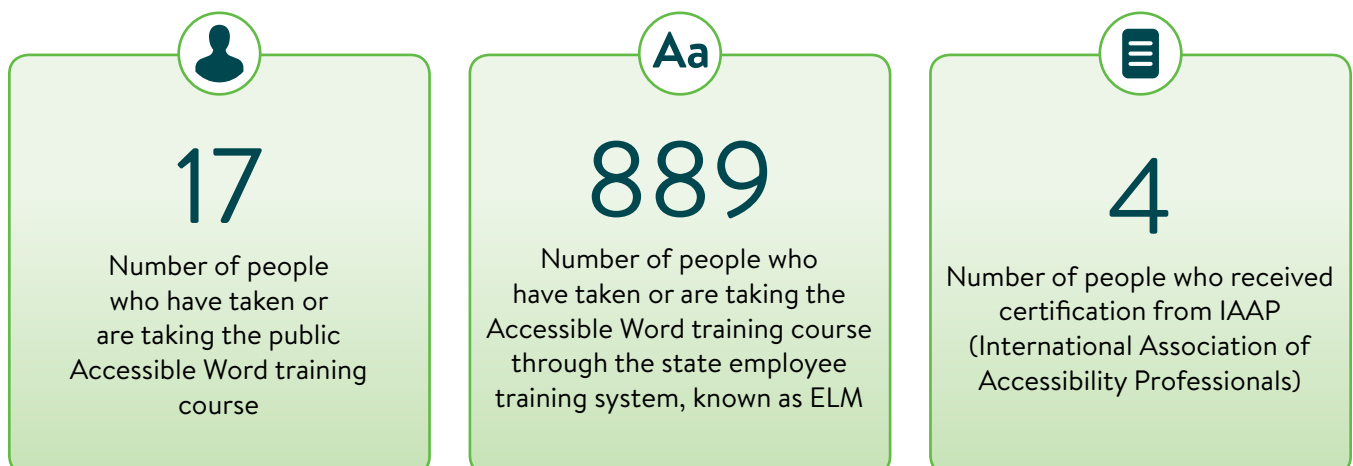 17
Number of people
who have taken or
are taking the public
Accessible Word training
course
Aa
889
Number of people who
have taken or are taking the
Accessible Word training course
through the state employee
training system, known as ELM
4
Number of people who received
certification from IAAP
(International Association of
Accessibility Professionals)